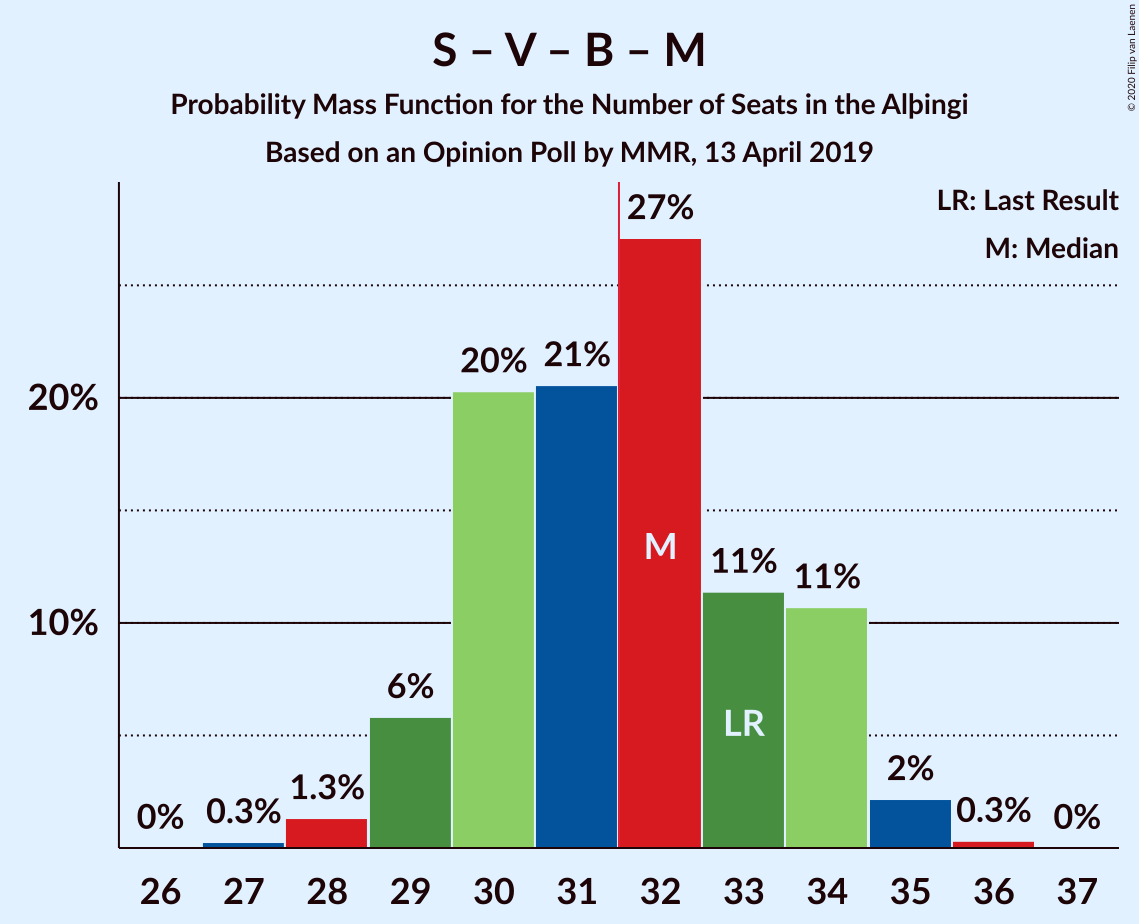 S – V – B – M
Probability Mass Function for the Number of Seats in the Alþingi
Based on an Opinion Poll by MMR, 13 April 2019
© 2020 Filip van Laenen
LR: Last Result
M: Median
27%
20%
21%
20%
M
11%
11%
10%
6%
LR
2%
1.3%
0%
0.3%
0.3%
0%
26 27 28 29 30 31 32 33 34 35 36 37